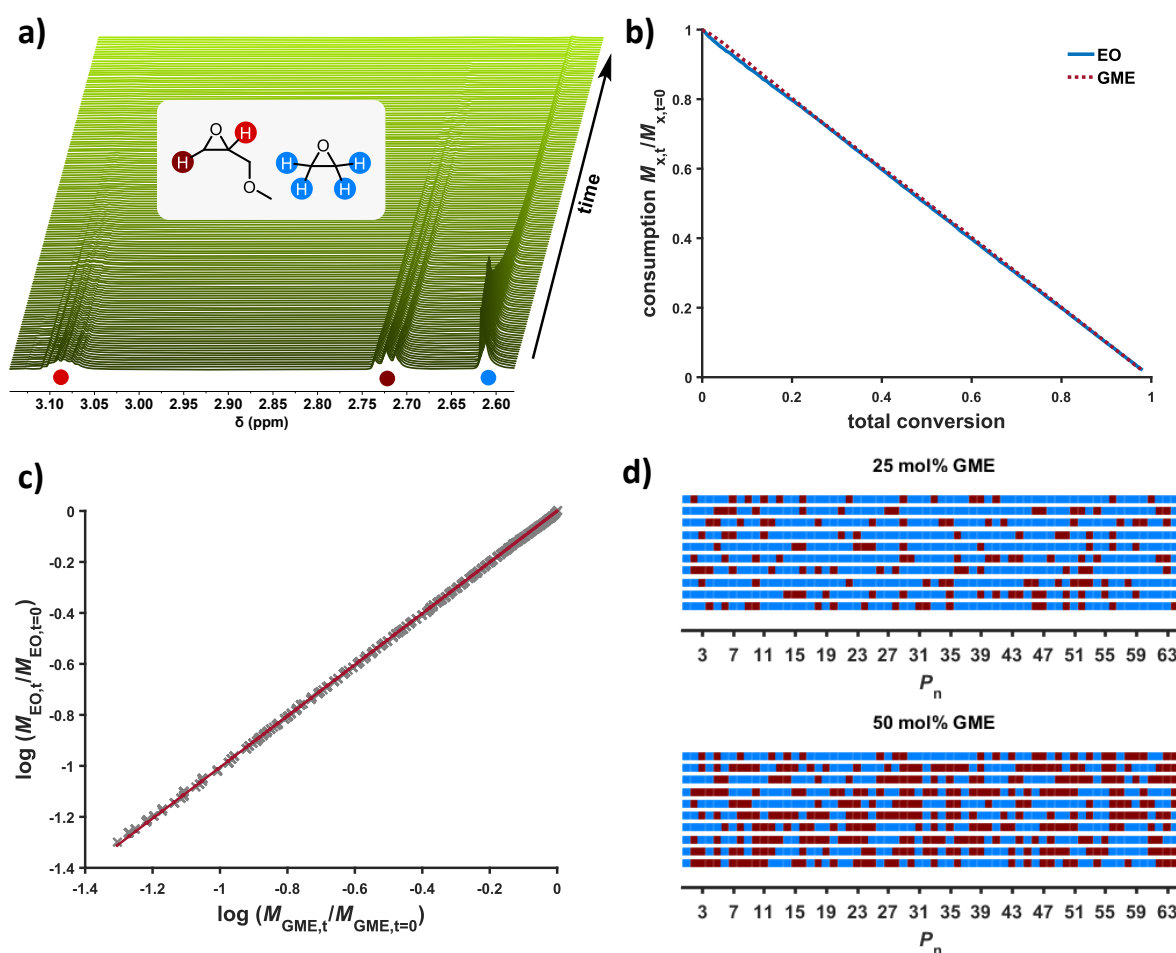 a)
H
O
H
O
O
H
H
H
H
time
3.10 3.05 3.00 2.95 2.90 2.85 2.80 2.75 2.70 2.65 2.60
δ (ppm)
b)
1
0.8
0.6
0.4
0.2
0
consumption Mx,t/Mx,t=0
EO
GME
0 0.2 0.4 0.6 0.8 1
total conversion
c)
0
-0.2
-0.4
-0.6
-0.8
-1
-1.2
-1.4
log (MEO,t/MEO,t=0)
-1.4 -1.2 -1 -0.8 -0.6 -0.4 -0.2 0
log (MGME,t/MGME,t=0)
d)
25 mol% GME
3 7 11 15 19 23 27 31 35 39 43 47 51 55 59 63
Pn
50 mol% GME
3 7 11 15 19 23 27 31 35 39 43 47 51 55 59 63
Pn